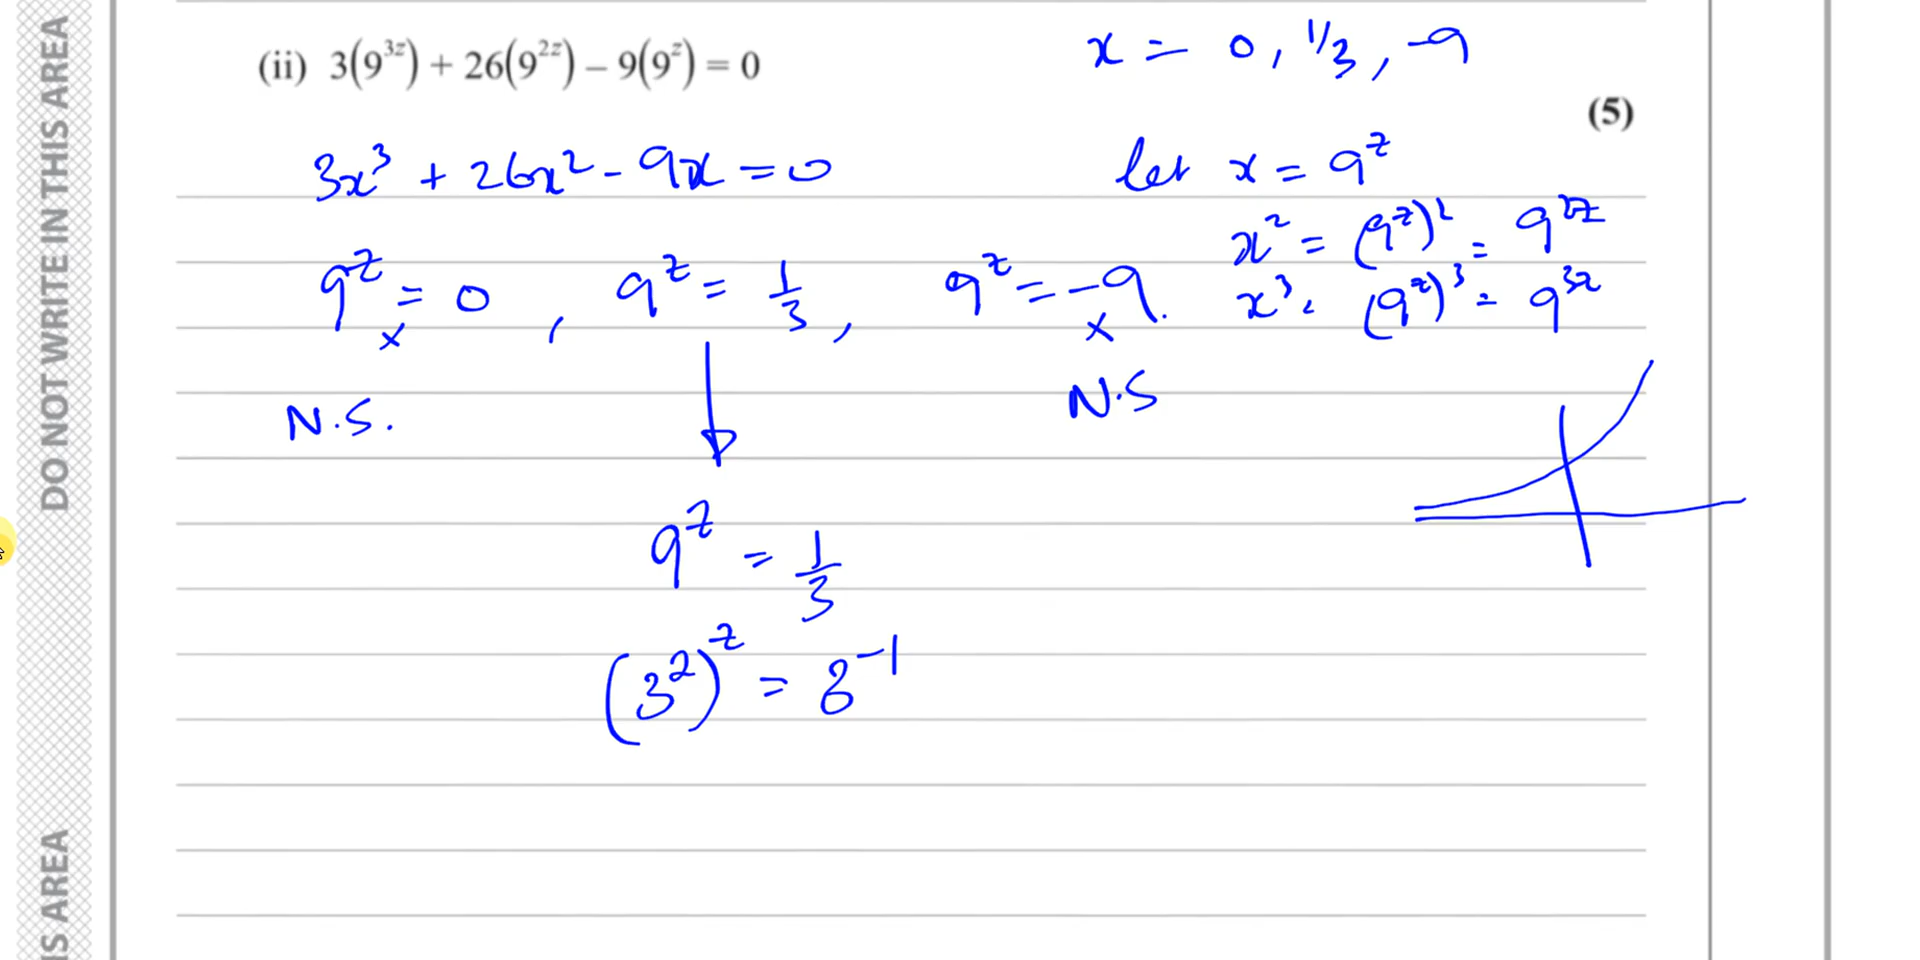 DO NOT WRITE IN THIS AREA
(ii) 3(9^{3z}) + 26(9^{2z}) – 9(9^z) = 0
x = 0, 1/3, -9
(5)
3x³ + 26x² - 9x = 0
let x = 9^z
x² = (9^z)² = 9^{2z}
x³ = (9^z)³ = 9^{3z}
9^z = 0 , 9^z = 1/3 , 9^z = -9.
x x
N.S. N.S
9^z = 1/3
(3²)^z = 3^{-1}
IS AREA